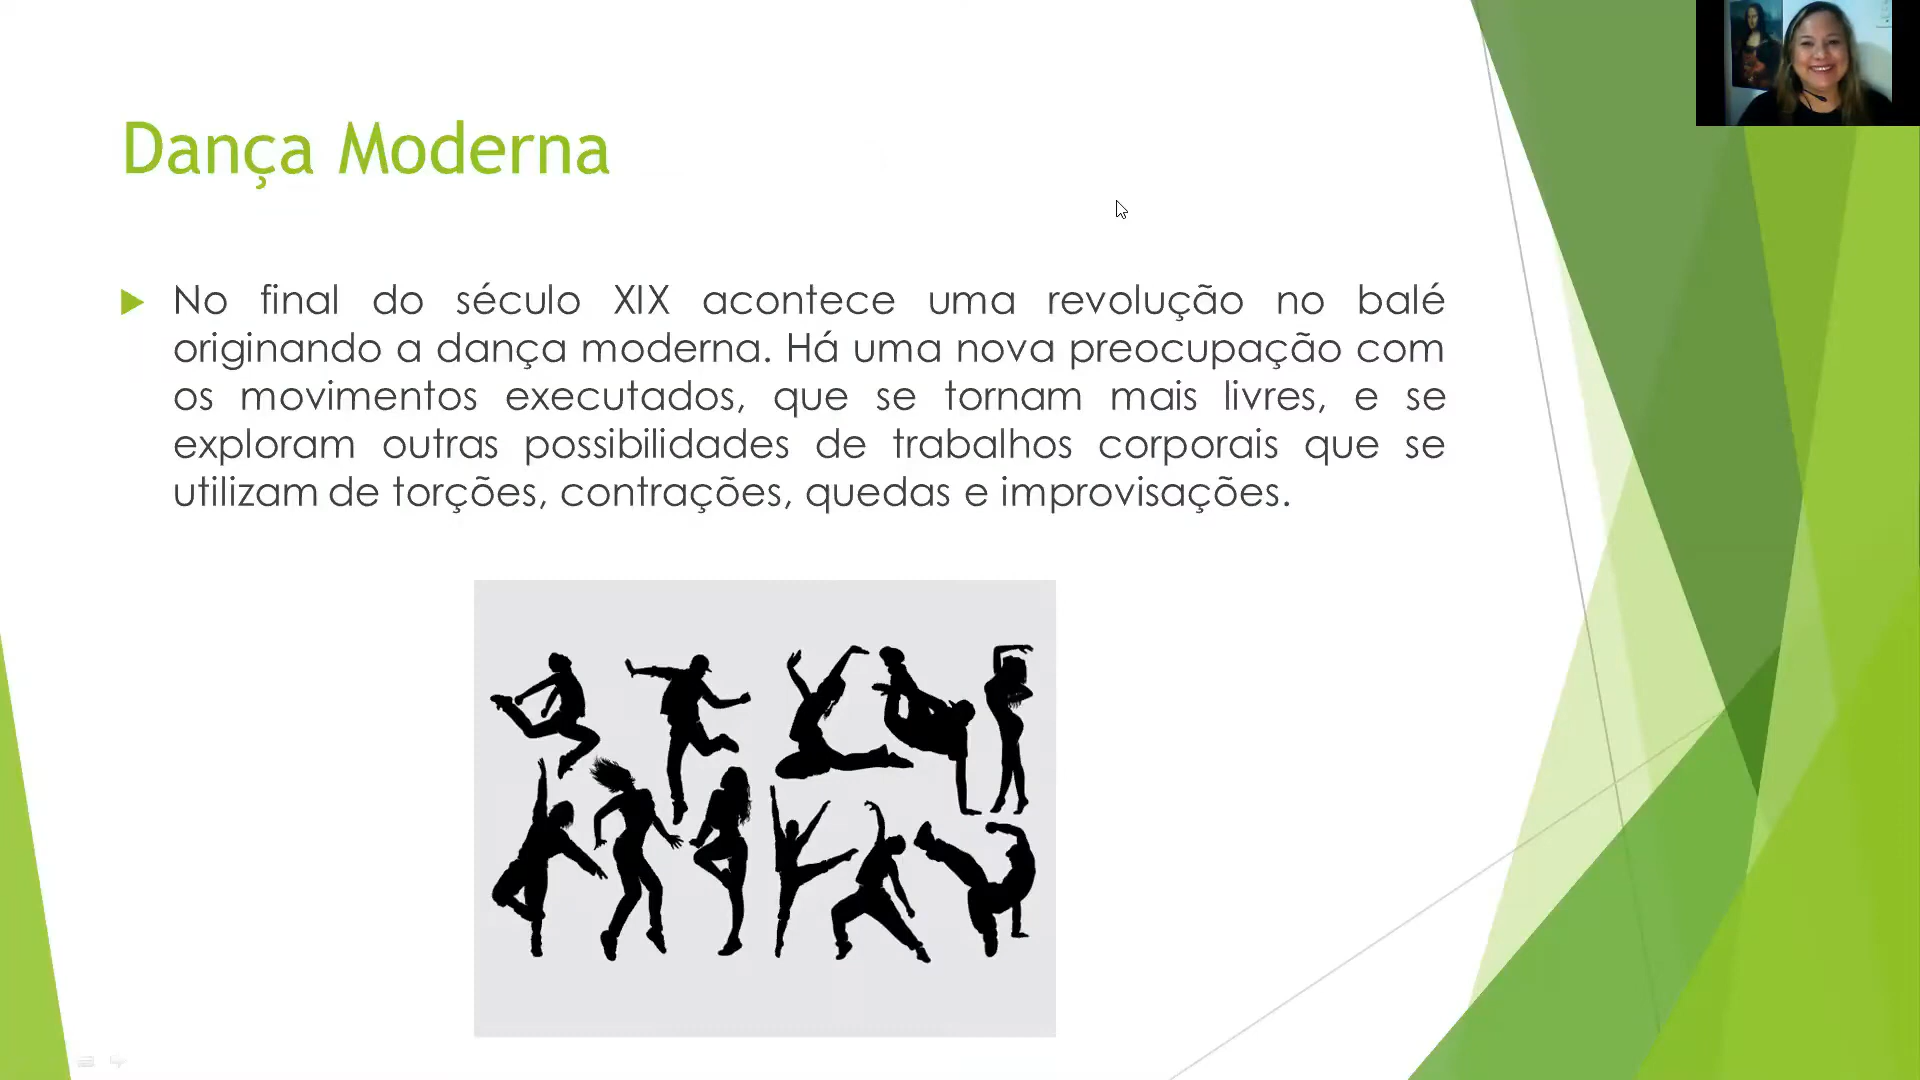 Dança Moderna
No final do século XIX acontece uma revolução no balé
originando a dança moderna. Há uma nova preocupação com
os movimentos executados, que se tornam mais livres, e se
exploram outras possibilidades de trabalhos corporais que se
utilizam de torções, contrações, quedas e improvisações.